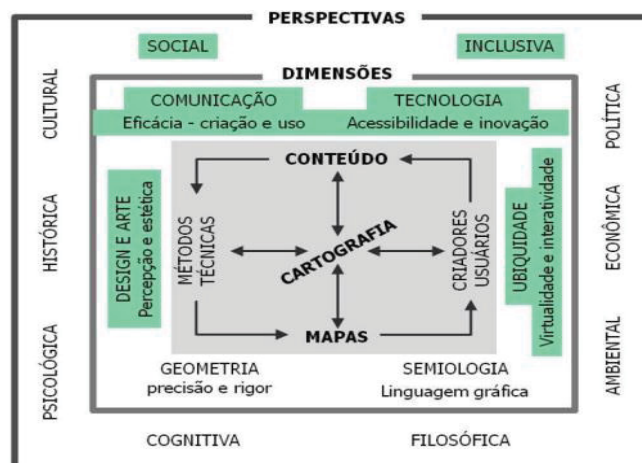 PERSPECTIVAS
SOCIAL
INCLUSIVA
DIMENSÕES
CULTURAL
POLÍTICA
COMUNICAÇÃO
Eficácia - criação e uso
TECNOLOGIA
Acessibilidade e inovação
CONTEÚDO
HISTÓRICA
DESIGN E ARTE
Percepção e estética
MÉTODOS
TÉCNICAS
CARTOGRAFIA
CRIADORES
USUÁRIOS
UBIQUIDADE
Virtualidade e interatividade
ECONÔMICA
MAPAS
PSICOLÓGICA
GEOMETRIA
precisão e rigor
SEMIOLOGIA
Linguagem gráfica
AMBIENTAL
COGNITIVA
FILOSÓFICA